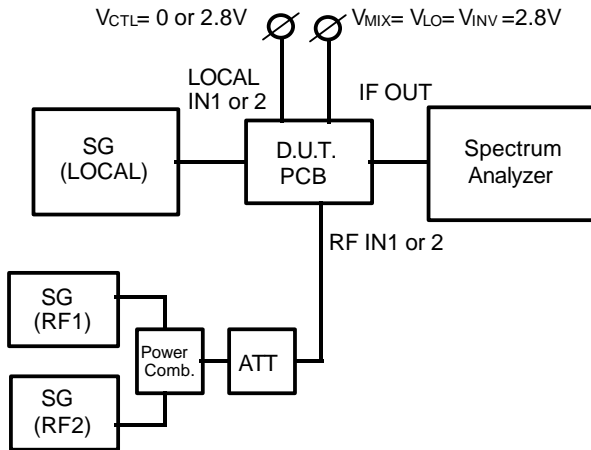 VCTL= 0 or 2.8V
VMIX= VLO= VINV =2.8V
LOCAL
IN1 or 2
IF OUT
SG
(LOCAL)
D.U.T.
PCB
Spectrum
Analyzer
RF IN1 or 2
SG
(RF1)
Power
Comb.
ATT
SG
(RF2)